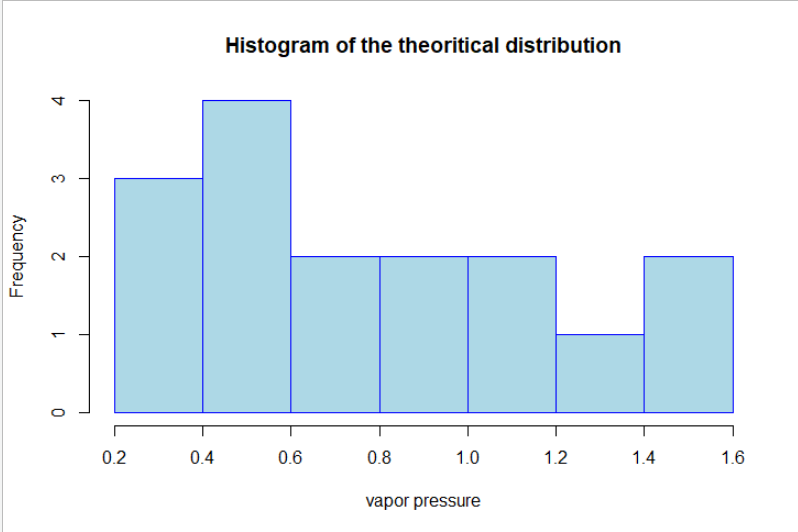 Histogram of the theoritical distribution
4
3
2
1
0
Frequency
0.2 0.4 0.6 0.8 1.0 1.2 1.4 1.6
vapor pressure